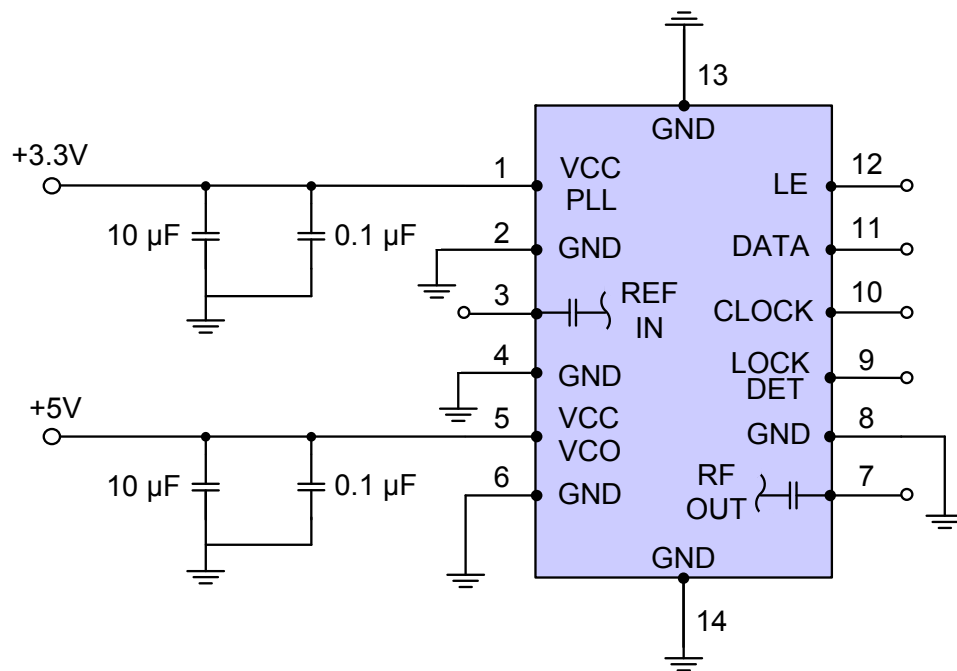 13
GND
+3.3V
1
VCC
PLL
12
LE
10 µF
0.1 µF
2
GND
11
DATA
3
REF
IN
10
CLOCK
4
GND
9
LOCK
DET
+5V
5
VCC
VCO
8
GND
10 µF
0.1 µF
6
GND
7
RF
OUT
GND
14